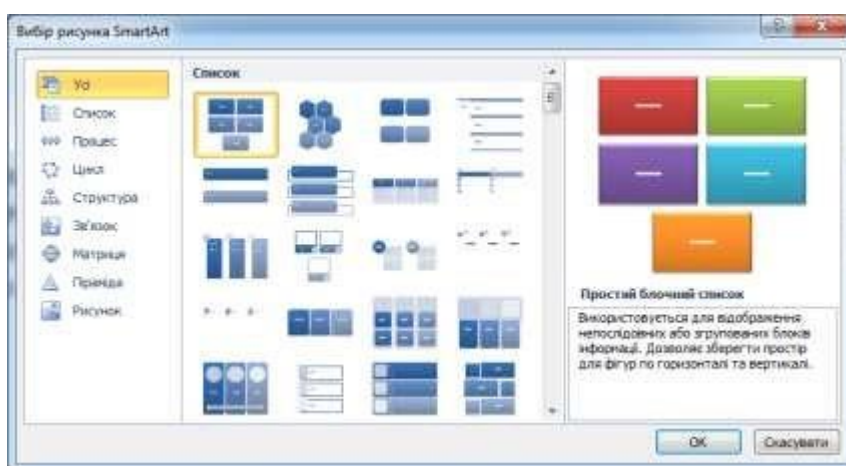 Вибір рисунка SmartArt
Усі
Список
Процес
Цикл
Структура
Зв'язок
Матриця
Піраміда
Рисунок
Список
Простий блочний список
Використовується для відображення
непослідовних або згрупованих блоків
інформації. Дозволяє зберегти простір
для фігур по горизонталі та вертикалі.
ОК
Скасувати